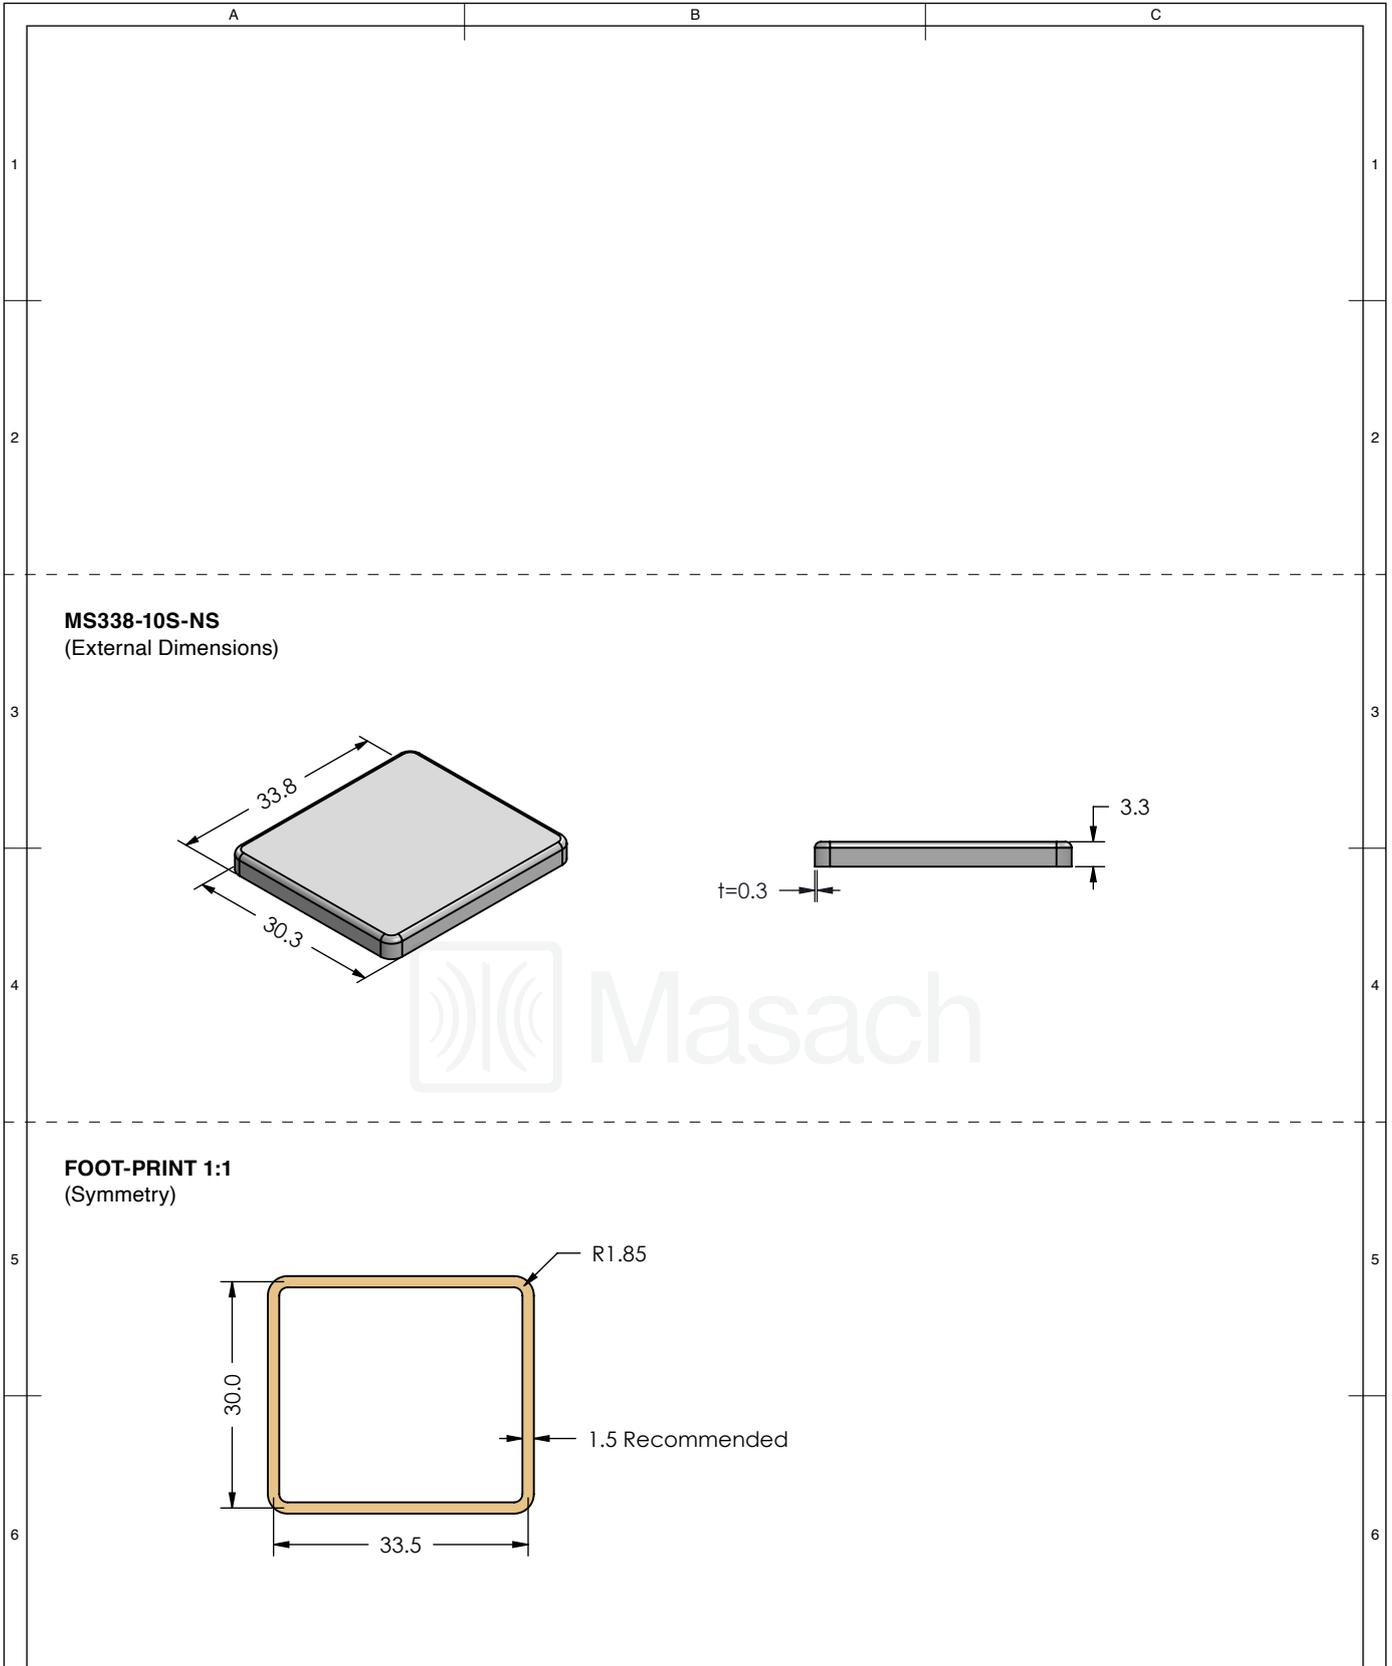 A B C
1 1
2 2
MS338-10S-NS
(External Dimensions)
3 3
33.8
3.3
t=0.3
30.3
4 4
Masach
FOOT-PRINT 1:1
(Symmetry)
5 5
R1.85
30.0
1.5 Recommended
6 6
33.5